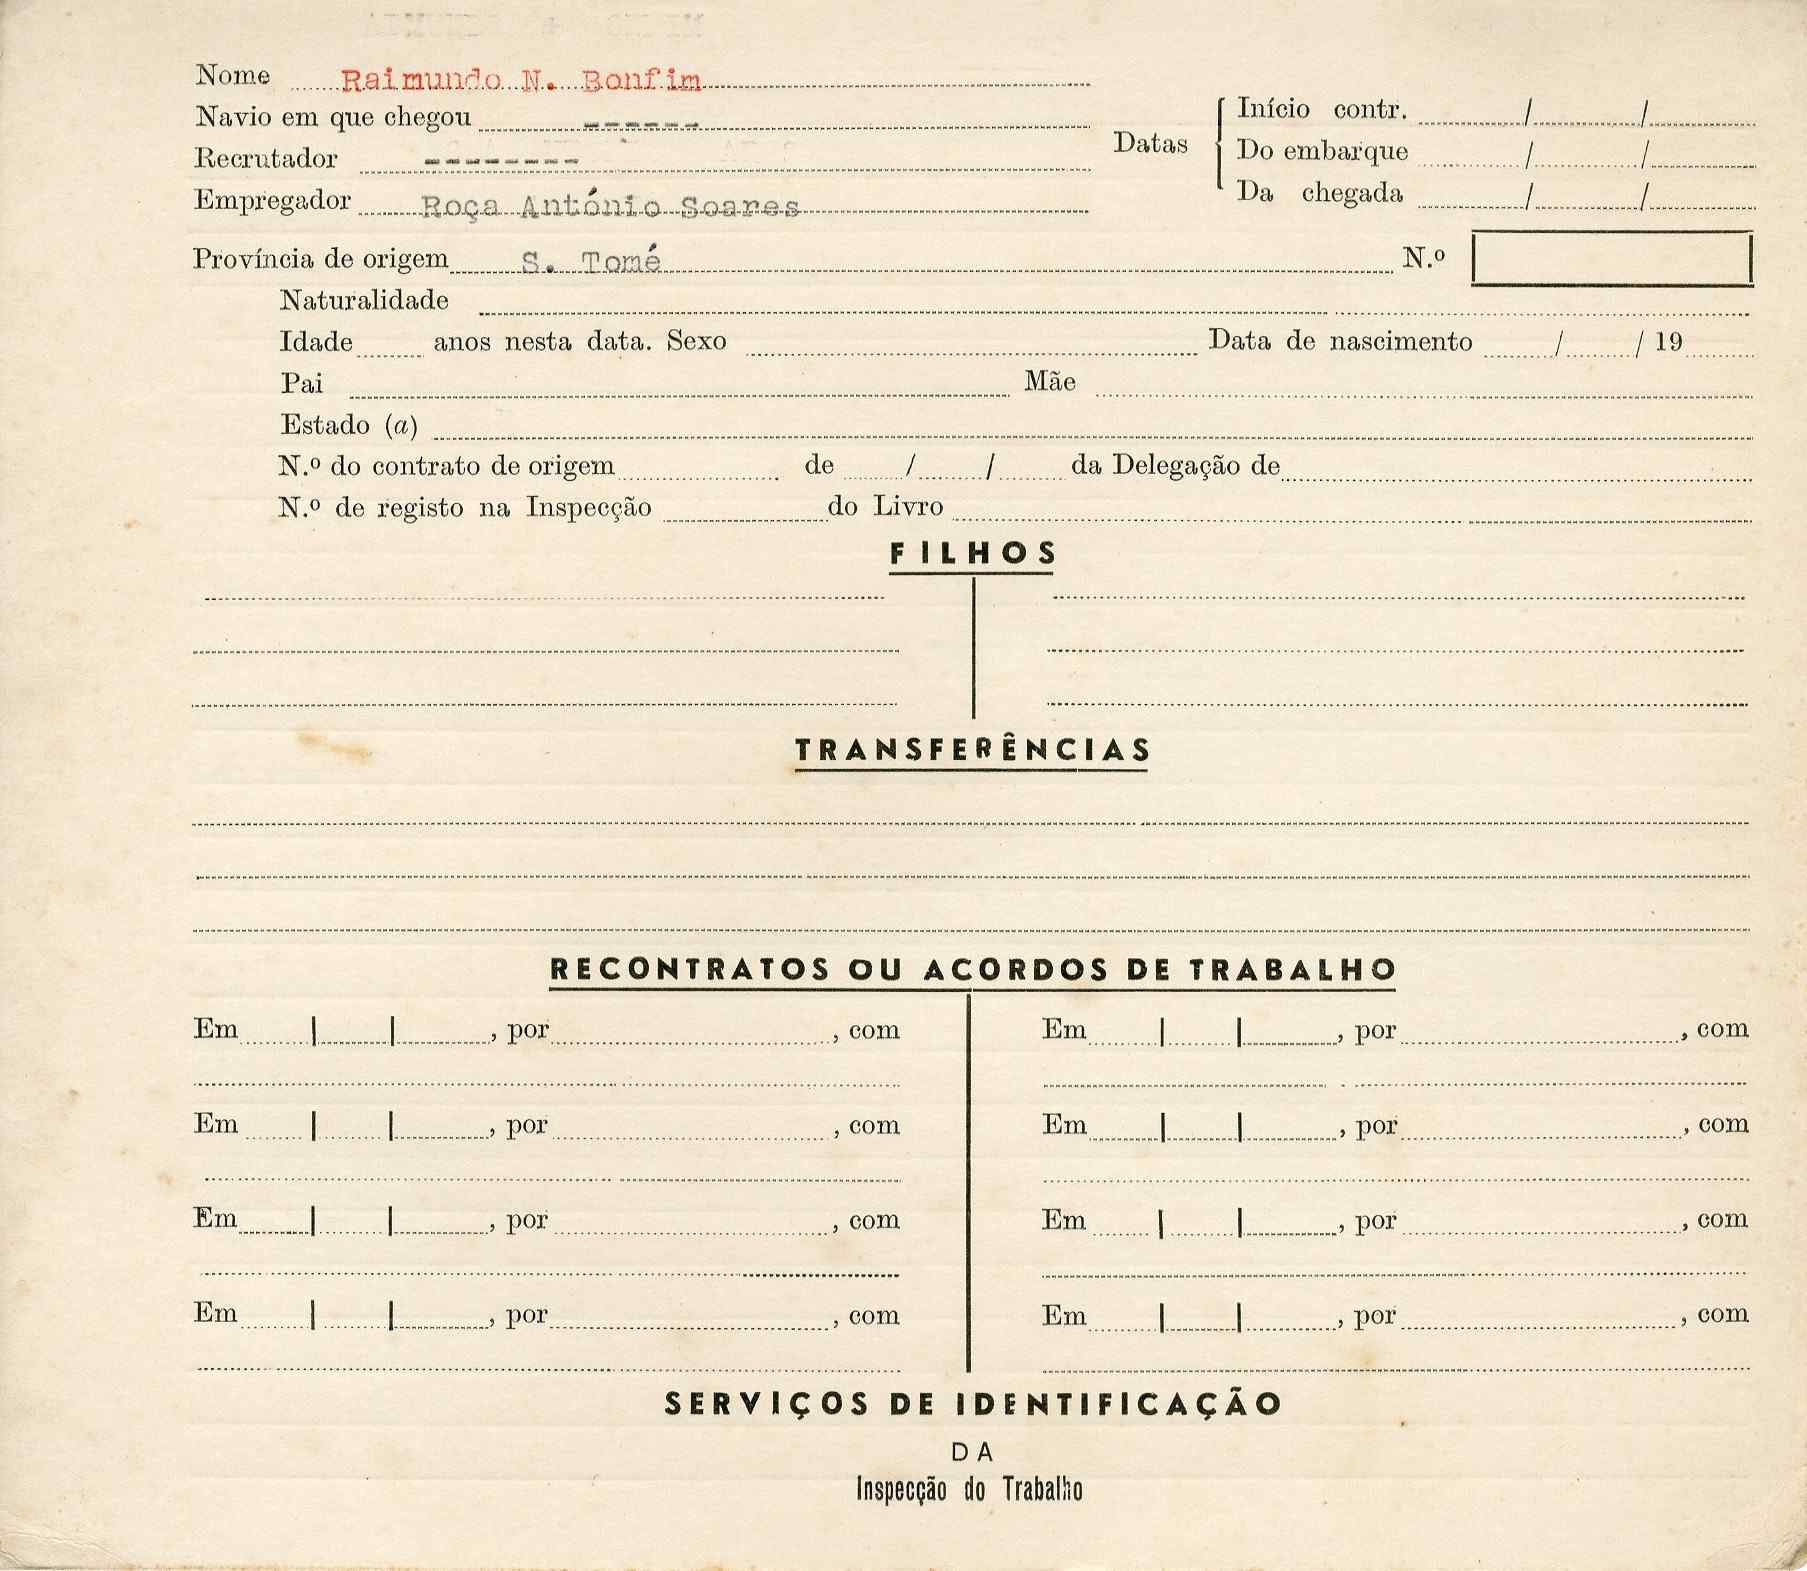 Nome Raimundo N. Bonfim
Navio em que chegou ------
Recrutador -------
Empregador Roça António Soares
Datas
Início contr. / /
Do embarque / /
Da chegada / /
Província de origem S. Tomé N.º
Naturalidade
Idade anos nesta data. Sexo Data de nascimento / / 19
Pai Mãe
Estado (a)
N.º do contrato de origem de / / da Delegação de
N.º de registo na Inspecção do Livro
FILHOS
TRANSFERÊNCIAS
RECONTRATOS OU ACORDOS DE TRABALHO
Em | | , por , com
Em | | , por , com
Em | | , por , com
Em | | , por , com
Em | | , por , com
Em | | , por , com
Em | | , por , com
Em | | , por , com
SERVIÇOS DE IDENTIFICAÇÃO
DA
Inspecção do Trabalho